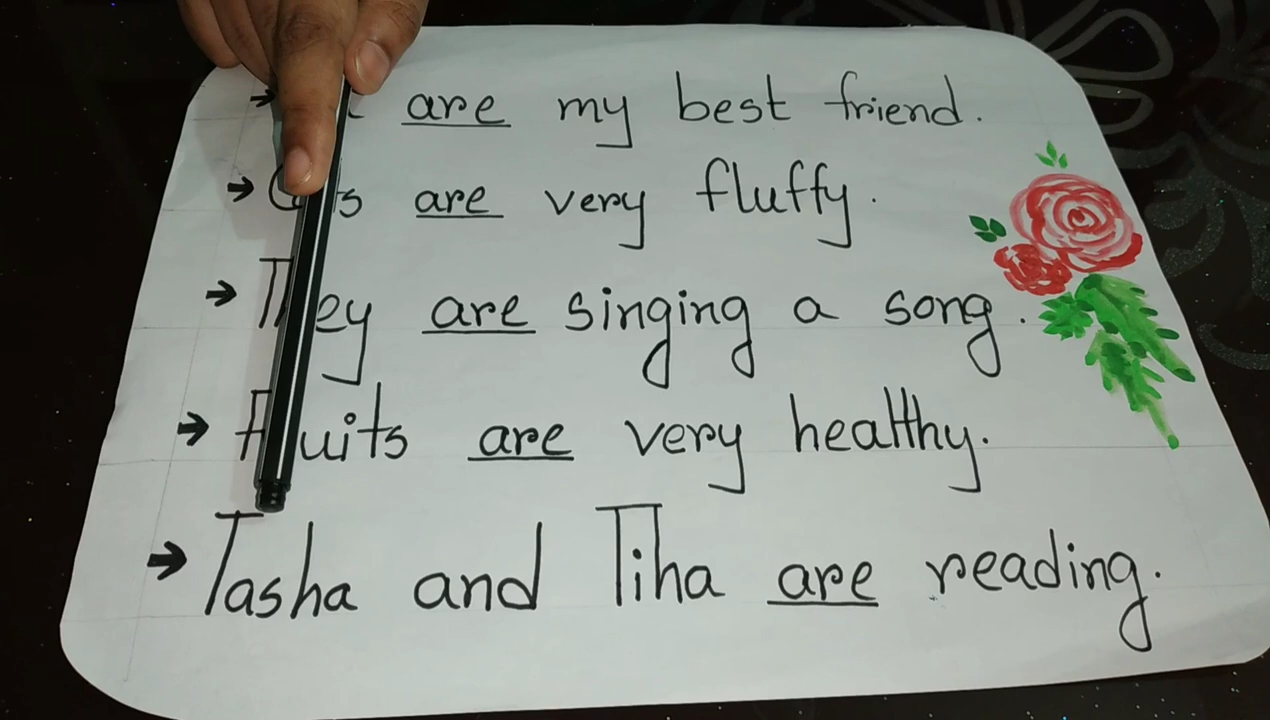 are my best friend.
are very fluffy.
They are singing a song.
Fruits are very healthy.
Tasha and Tiha are reading.